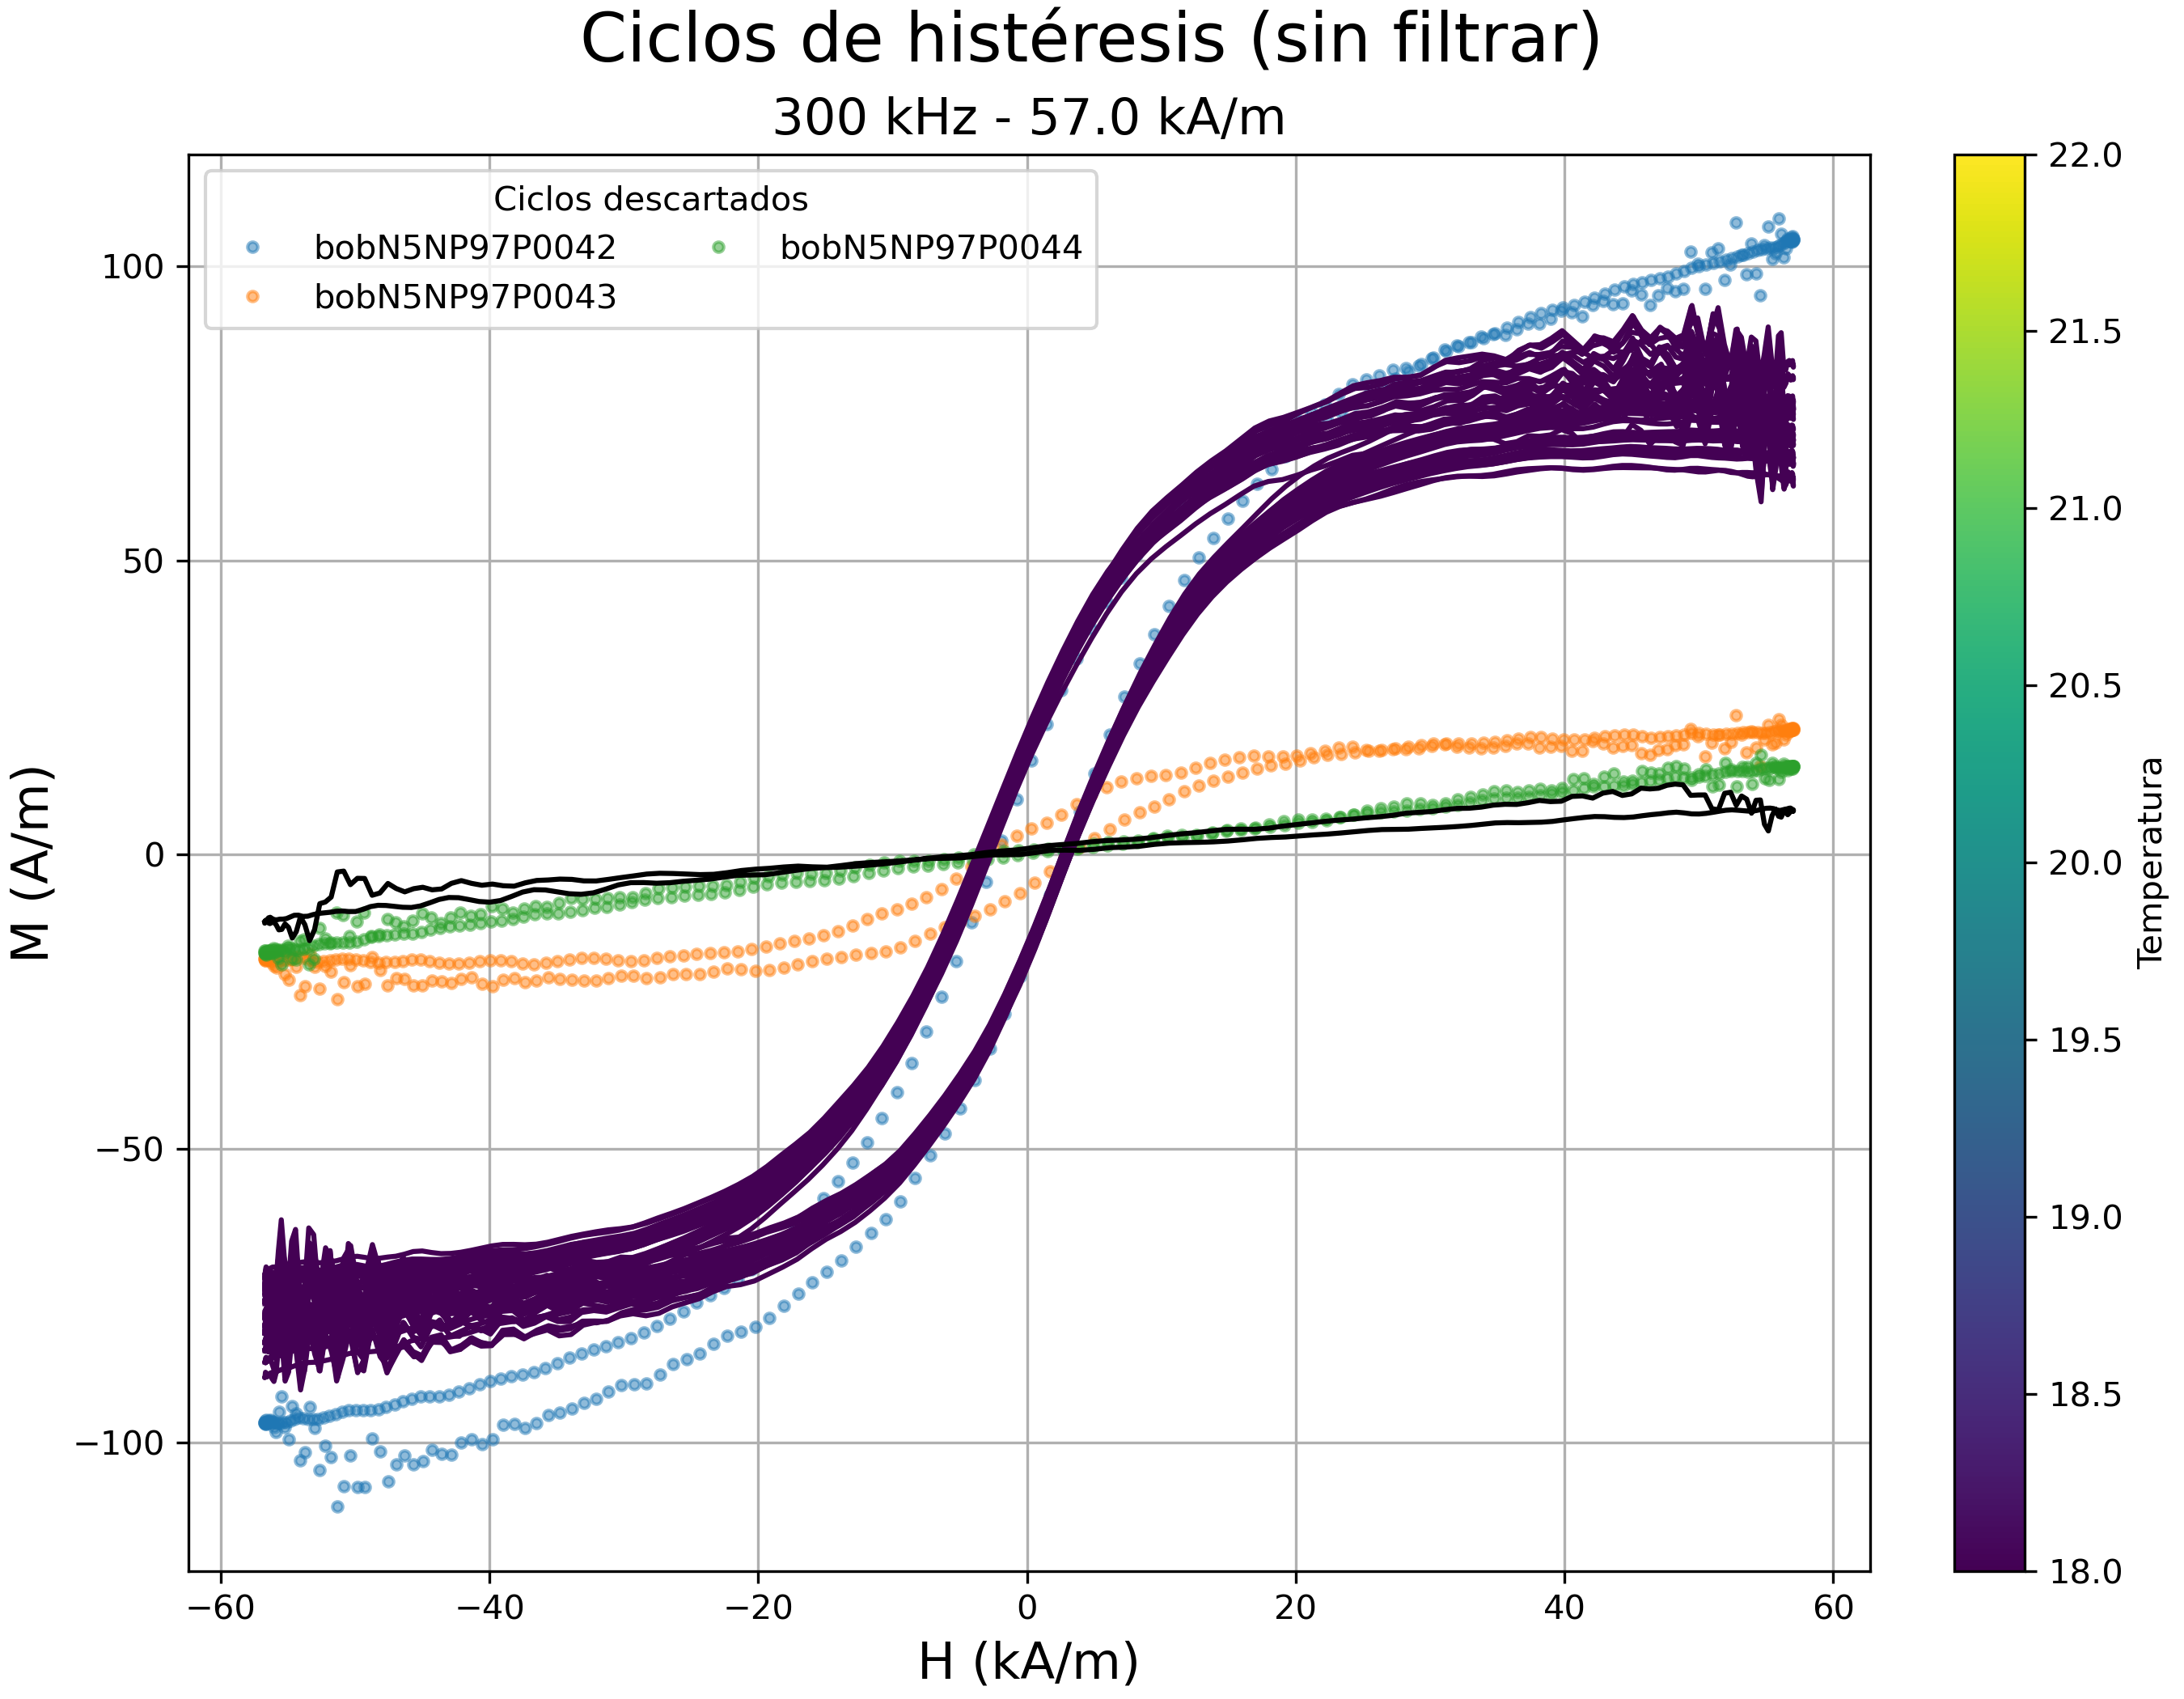 Ciclos de histéresis (sin filtrar)
300 kHz - 57.0 kA/m
Ciclos descartados
bobN5NP97P0042
bobN5NP97P0043
bobN5NP97P0044
100
50
0
−50
−100
M (A/m)
−60 −40 −20 0 20 40 60
H (kA/m)
22.0
21.5
21.0
20.5
20.0
19.5
19.0
18.5
18.0
Temperatura